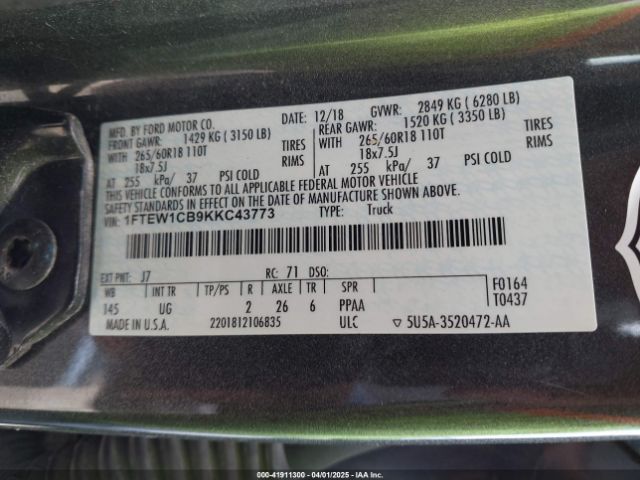 MFD. BY FORD MOTOR CO. DATE: 12/18 GVWR: 2849 KG ( 6280 LB)
FRONT GAWR: 1429 KG ( 3150 LB) REAR GAWR: 1520 KG ( 3350 LB)
WITH 265/60R18 110T TIRES WITH 265/60R18 110T TIRES
18x7.5J RIMS 18x7.5J RIMS
AT 255 kPa/ 37 PSI COLD AT 255 kPa/ 37 PSI COLD
THIS VEHICLE CONFORMS TO ALL APPLICABLE FEDERAL MOTOR VEHICLE
SAFETY STANDARDS IN EFFECT ON THE DATE OF MANUFACTURE SHOWN ABOVE.
VIN: 1FTEW1CB9KKC43773 TYPE: Truck
EXT PNT: J7 RC: 71 DSO: F0164
WB INT TR TP/PS R AXLE TR SPR T0437
145 UG 2 26 6 PPAA
MADE IN U.S.A. 2201812106835 ULC 5U5A-3520472-AA
000-41911300 - 04/01/2025 - IAA Inc.